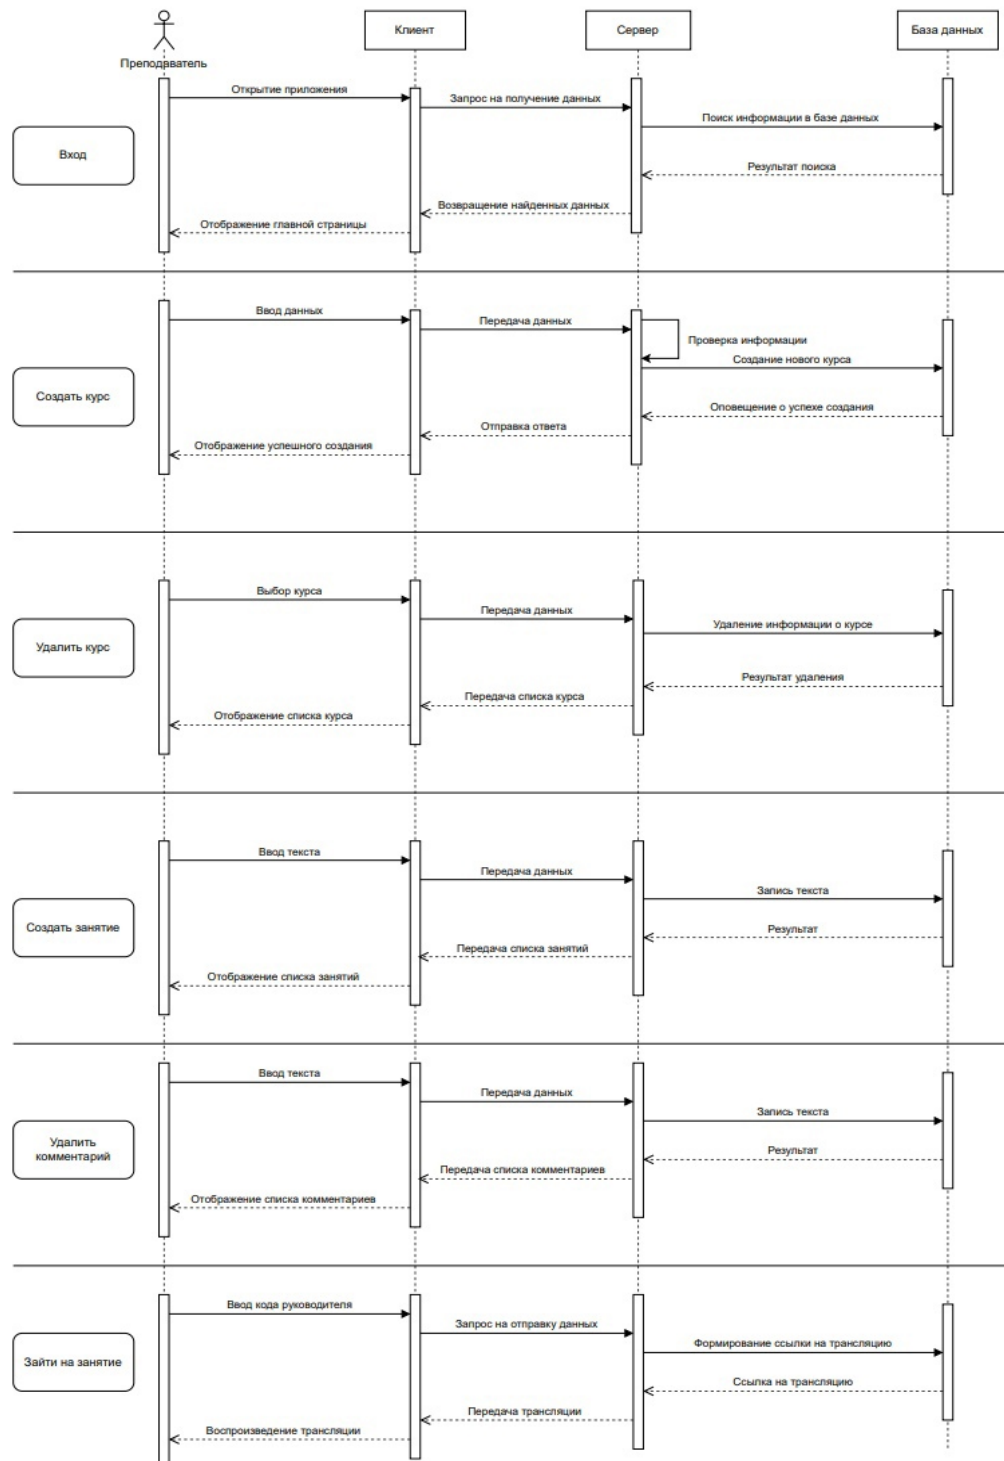 Преподаватель
Клиент
Сервер
База данных
Вход
Открытие приложения
Запрос на получение данных
Поиск информации в базе данных
Результат поиска
Возвращение найденных данных
Отображение главной страницы
Создать курс
Ввод данных
Передача данных
Проверка информации
Создание нового курса
Оповещение о успехе создания
Отправка ответа
Отображение успешного создания
Удалить курс
Выбор курса
Передача данных
Удаление информации о курсе
Результат удаления
Передача списка курса
Отображение списка курса
Создать занятие
Ввод текста
Передача данных
Запись текста
Результат
Передача списка занятий
Отображение списка занятий
Удалить
комментарий
Ввод текста
Передача данных
Запись текста
Результат
Передача списка комментариев
Отображение списка комментариев
Зайти на занятие
Ввод кода руководителя
Запрос на отправку данных
Формирование ссылки на трансляцию
Ссылка на трансляцию
Передача трансляции
Воспроизведение трансляции